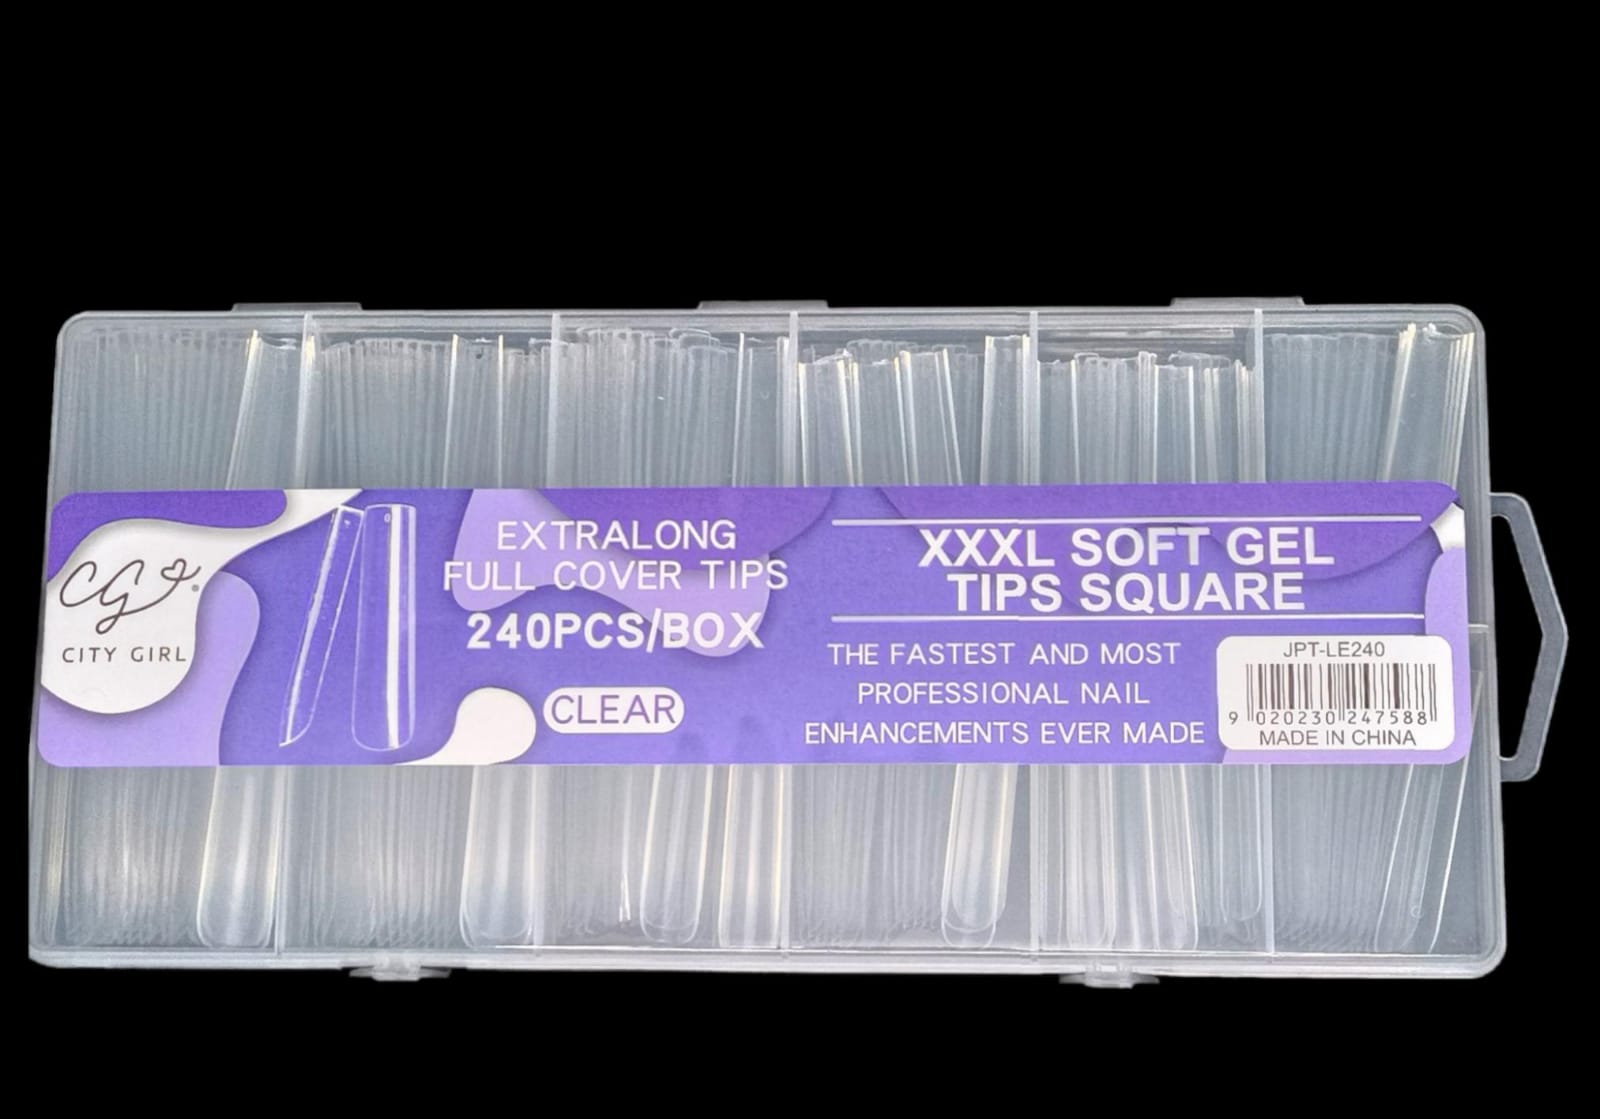 CG
®
CITY GIRL
EXTRALONG
FULL COVER TIPS
240PCS/BOX
CLEAR
XXXL SOFT GEL
TIPS SQUARE
THE FASTEST AND MOST
PROFESSIONAL NAIL
ENHANCEMENTS EVER MADE
JPT-LE240
9 020230 247588
MADE IN CHINA